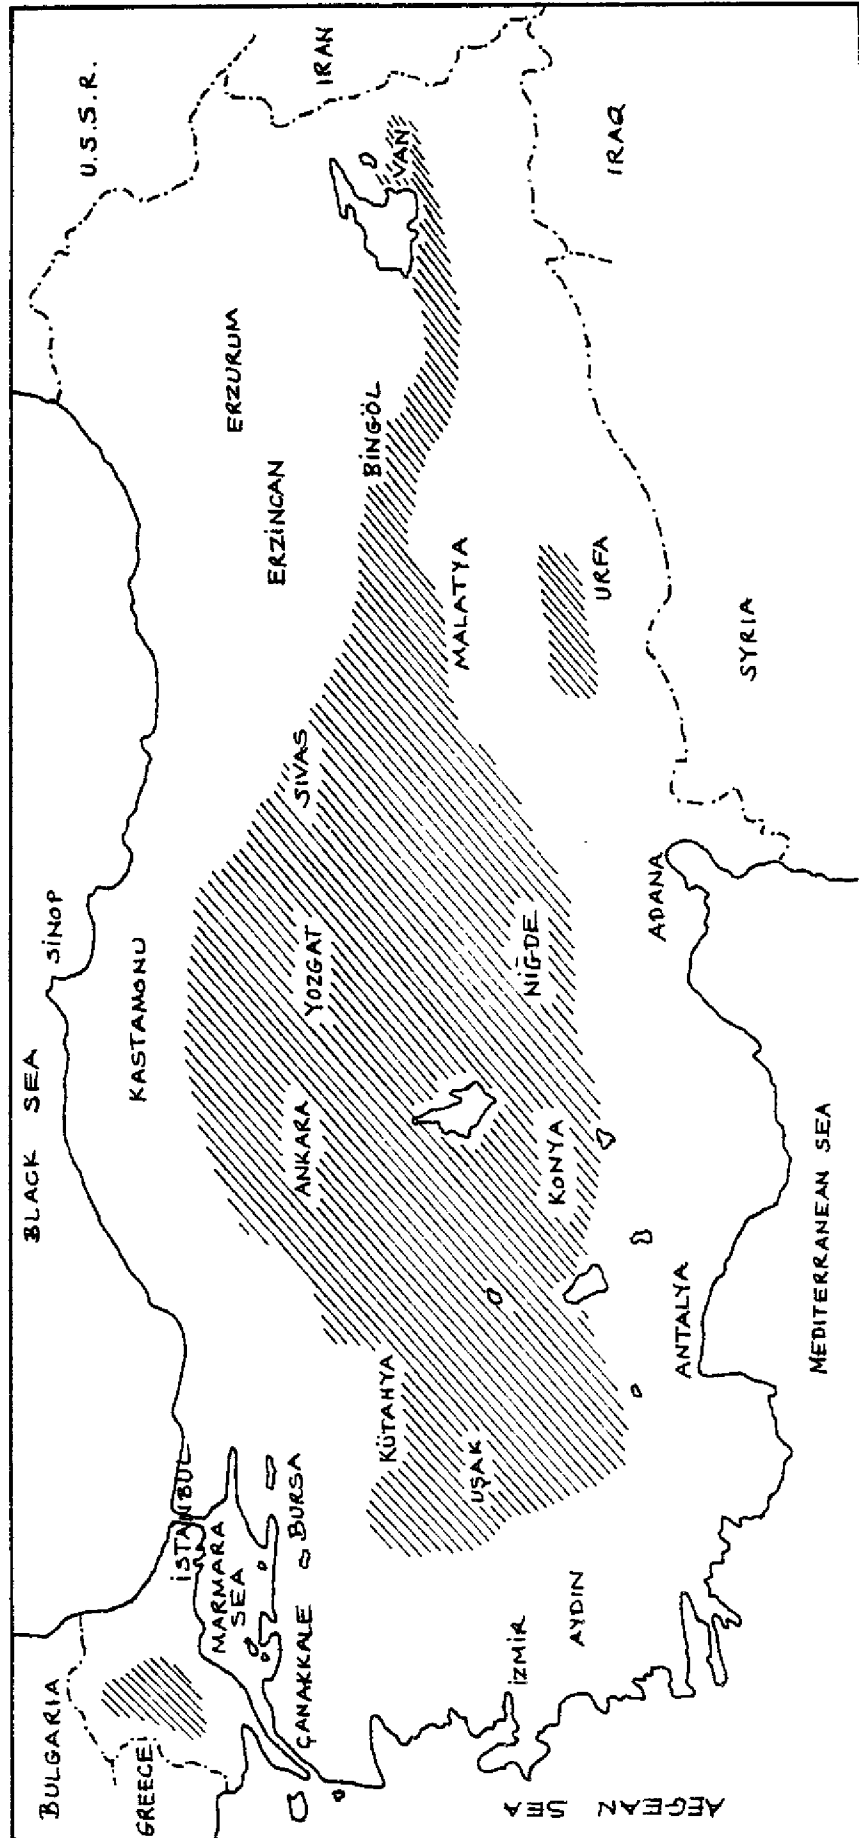 BLACK SEA
U.S.S.R.
BULGARIA
GREECE
SİNOP
KASTAMONU
İSTANBUL
MARMARA
SEA
ÇANAKKALE
BURSA
ANKARA
YOZGAT
SIVAS
ERZİNCAN
ERZURUM
IRAN
KÜTAHYA
BİNGÖL
VAN
UŞAK
MALATYA
İZMİR
AYDIN
KONYA
NİĞDE
URFA
IRAQ
AEGEAN
SEA
ANTALYA
ADANA
SYRIA
MEDITERRANEAN SEA